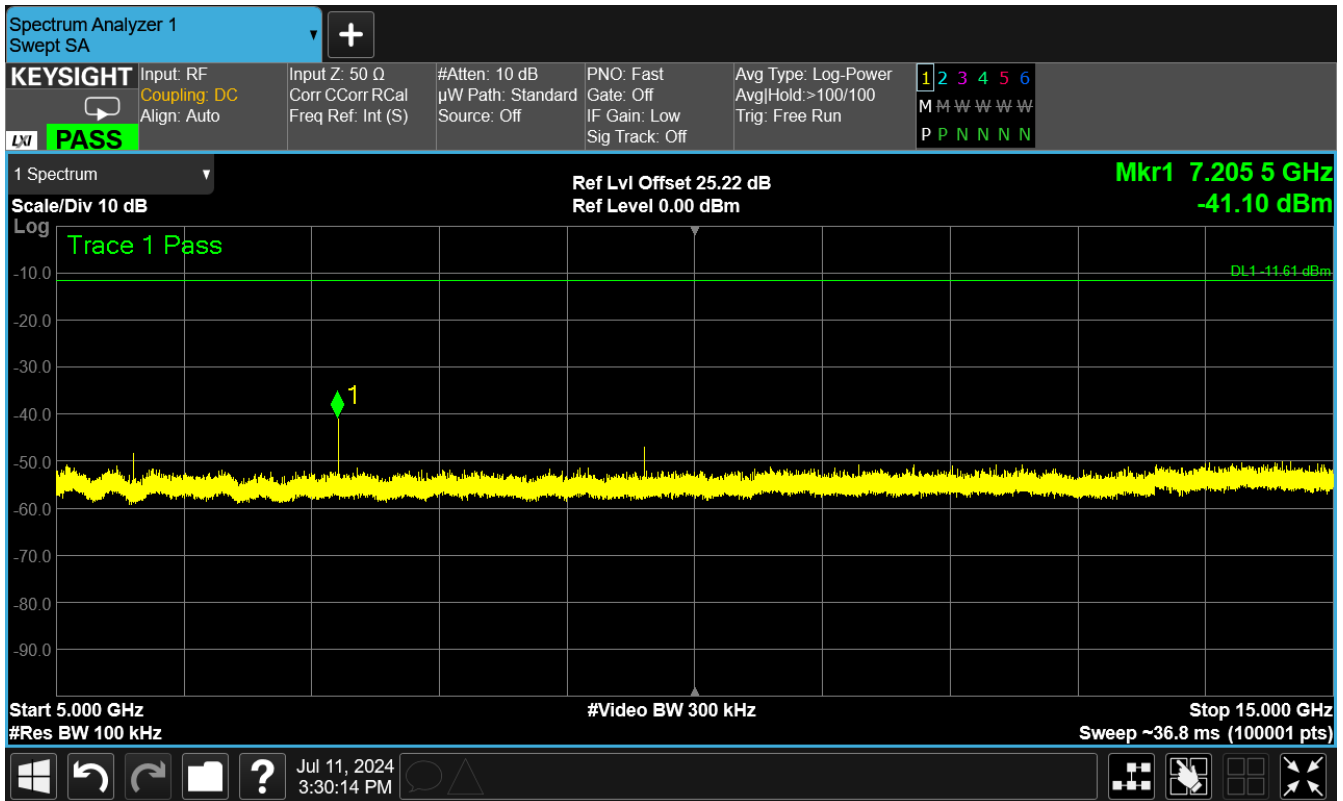 Spectrum Analyzer 1
Swept SA
KEYSIGHT
LXI
PASS
Input: RF
Coupling: DC
Align: Auto
Input Z: 50 Ω
Corr CCorr RCal
Freq Ref: Int (S)
#Atten: 10 dB
µW Path: Standard
Source: Off
PNO: Fast
Gate: Off
IF Gain: Low
Sig Track: Off
Avg Type: Log-Power
Avg|Hold:>100/100
Trig: Free Run
1 2 3 4 5 6
M M W W W W
P P N N N N
1 Spectrum
Scale/Div 10 dB
Ref Lvl Offset 25.22 dB
Ref Level 0.00 dBm
Mkr1 7.205 5 GHz
-41.10 dBm
Log
Trace 1 Pass
-10.0
DL1 -11.61 dBm
-20.0
-30.0
1
-40.0
-50.0
-60.0
-70.0
-80.0
-90.0
Start 5.000 GHz
#Video BW 300 kHz
Stop 15.000 GHz
#Res BW 100 kHz
Sweep ~36.8 ms (100001 pts)
?
Jul 11, 2024
3:30:14 PM